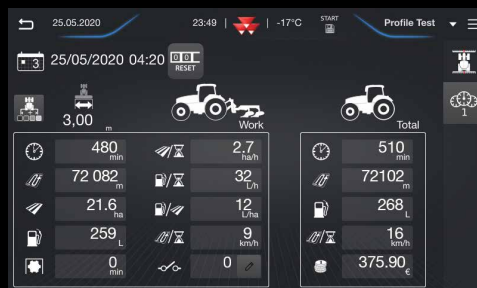 25.05.2020 23:49 | | -17°C START Profile Test
3 25/05/2020 04:20 001 RESET
3,00 m Work Total
1
480 min 2.7 ha/h 510 min
72 082 m 32 L/h 72102 m
21.6 ha 12 L/ha 268 L
259 L 9 km/h 16 km/h
0 min 0 375.90 €